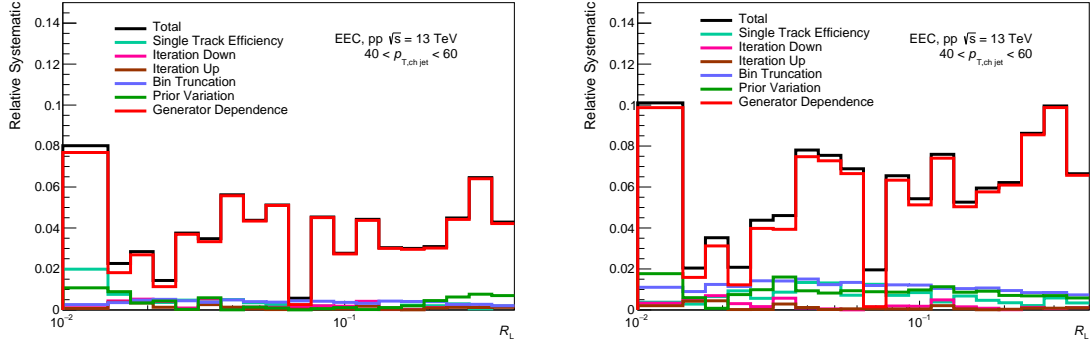 Relative Systematic
0.14
0.12
0.1
0.08
0.06
0.04
0.02
0
Total
Single Track Efficiency
Iteration Down
Iteration Up
Bin Truncation
Prior Variation
Generator Dependence
EEC, pp √s = 13 TeV
40 < p_T,ch jet < 60
10⁻²
10⁻¹
R_L
Relative Systematic
0.14
0.12
0.1
0.08
0.06
0.04
0.02
0
Total
Single Track Efficiency
Iteration Down
Iteration Up
Bin Truncation
Prior Variation
Generator Dependence
EEC, pp √s = 13 TeV
40 < p_T,ch jet < 60
10⁻²
10⁻¹
R_L